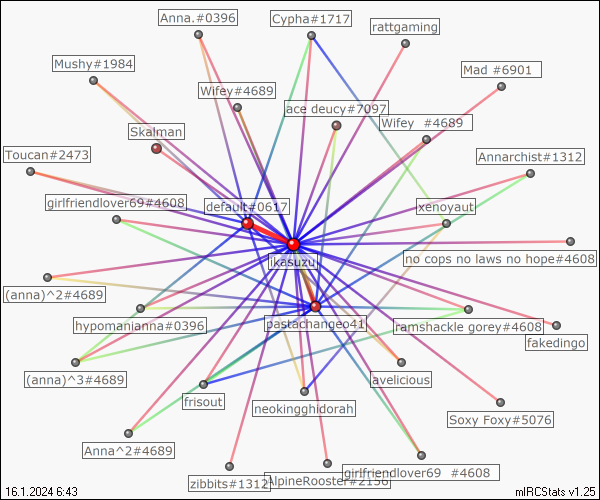 Anna.#0396
Cypha#1717
rattgaming
Mushy#1984
Mad #6901
Wifey#4689
ace deucy#7097
Wifey #4689
Skalman
Toucan#2473
Annarchist#1312
girlfriendlover69#4608
default#0617
xenoyaut
ikasuzu
no cops no laws no hope#4608
(anna)^2#4689
hypomanianna#0396
pastachangeo41
ramshackle gorey#4608
fakedingo
(anna)^3#4689
avelicious
frisout
neokingghidorah
Soxy Foxy#5076
Anna^2#4689
zibbits#1312
AlpineRooster#2156
girlfriendlover69 #4608
16.1.2024 6:43
mIRCStats v1.25